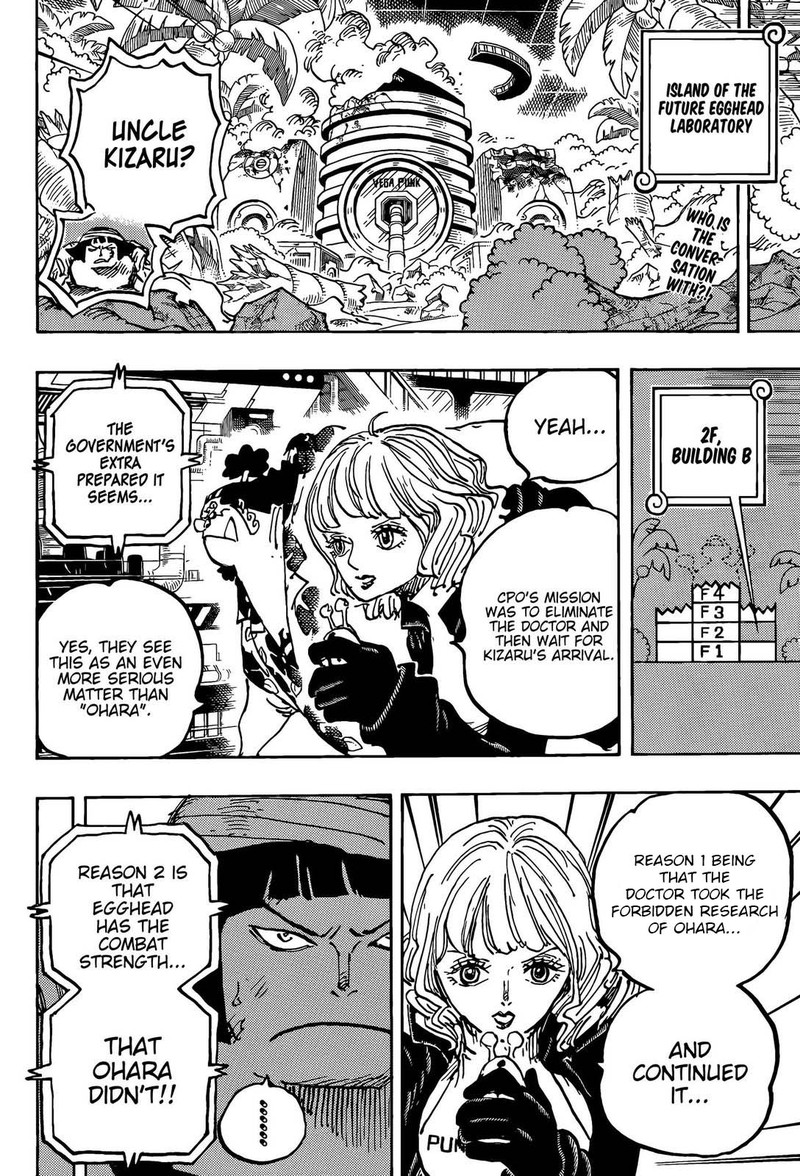 UNCLE
KIZARU?
ISLAND OF THE
FUTURE EGGHEAD
LABORATORY
VEGA PUNK
WHO IS
THE
CONVER-
SATION
WITH?!
THE
GOVERNMENT'S
EXTRA
PREPARED IT
SEEMS...
YEAH...
CP0'S MISSION
WAS TO ELIMINATE
THE DOCTOR AND
THEN WAIT FOR
KIZARU'S ARRIVAL.
YES, THEY SEE
THIS AS AN EVEN
MORE SERIOUS
MATTER THAN
"OHARA".
2F,
BUILDING B
F4
F3
F2
F1
REASON 2 IS
THAT
EGGHEAD
HAS THE
COMBAT
STRENGTH...
THAT
OHARA
DIDN'T!!
REASON 1 BEING
THAT THE
DOCTOR TOOK THE
FORBIDDEN RESEARCH
OF OHARA...
AND
CONTINUED
IT...
PUN